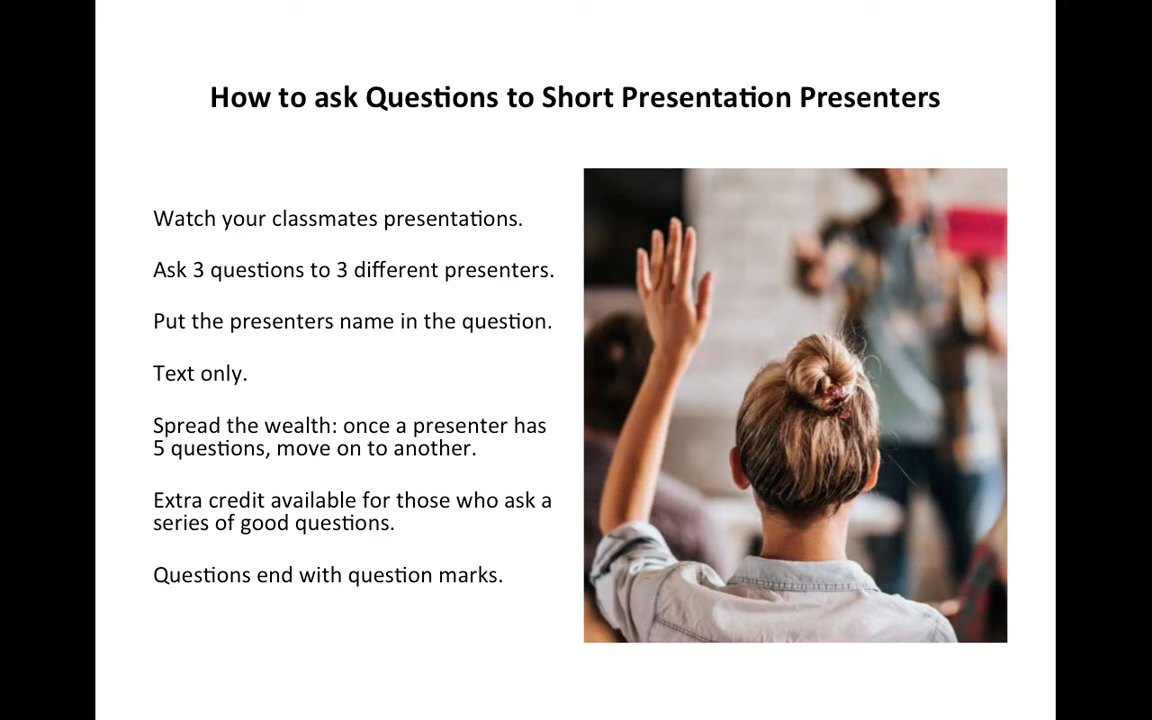 How to ask Questions to Short Presentation Presenters
Watch your classmates presentations.
Ask 3 questions to 3 different presenters.
Put the presenters name in the question.
Text only.
Spread the wealth: once a presenter has
5 questions, move on to another.
Extra credit available for those who ask a
series of good questions.
Questions end with question marks.